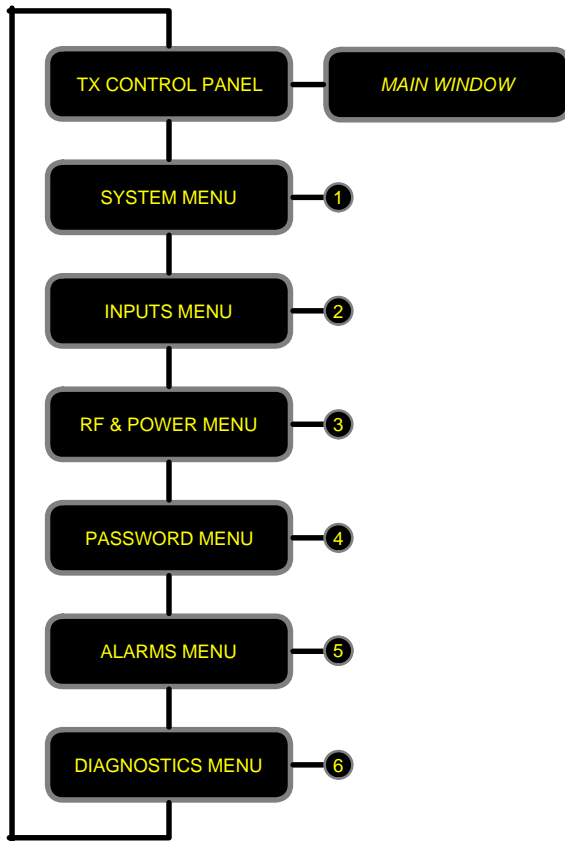 TX CONTROL PANEL
MAIN WINDOW
SYSTEM MENU
1
INPUTS MENU
2
RF & POWER MENU
3
PASSWORD MENU
4
ALARMS MENU
5
DIAGNOSTICS MENU
6